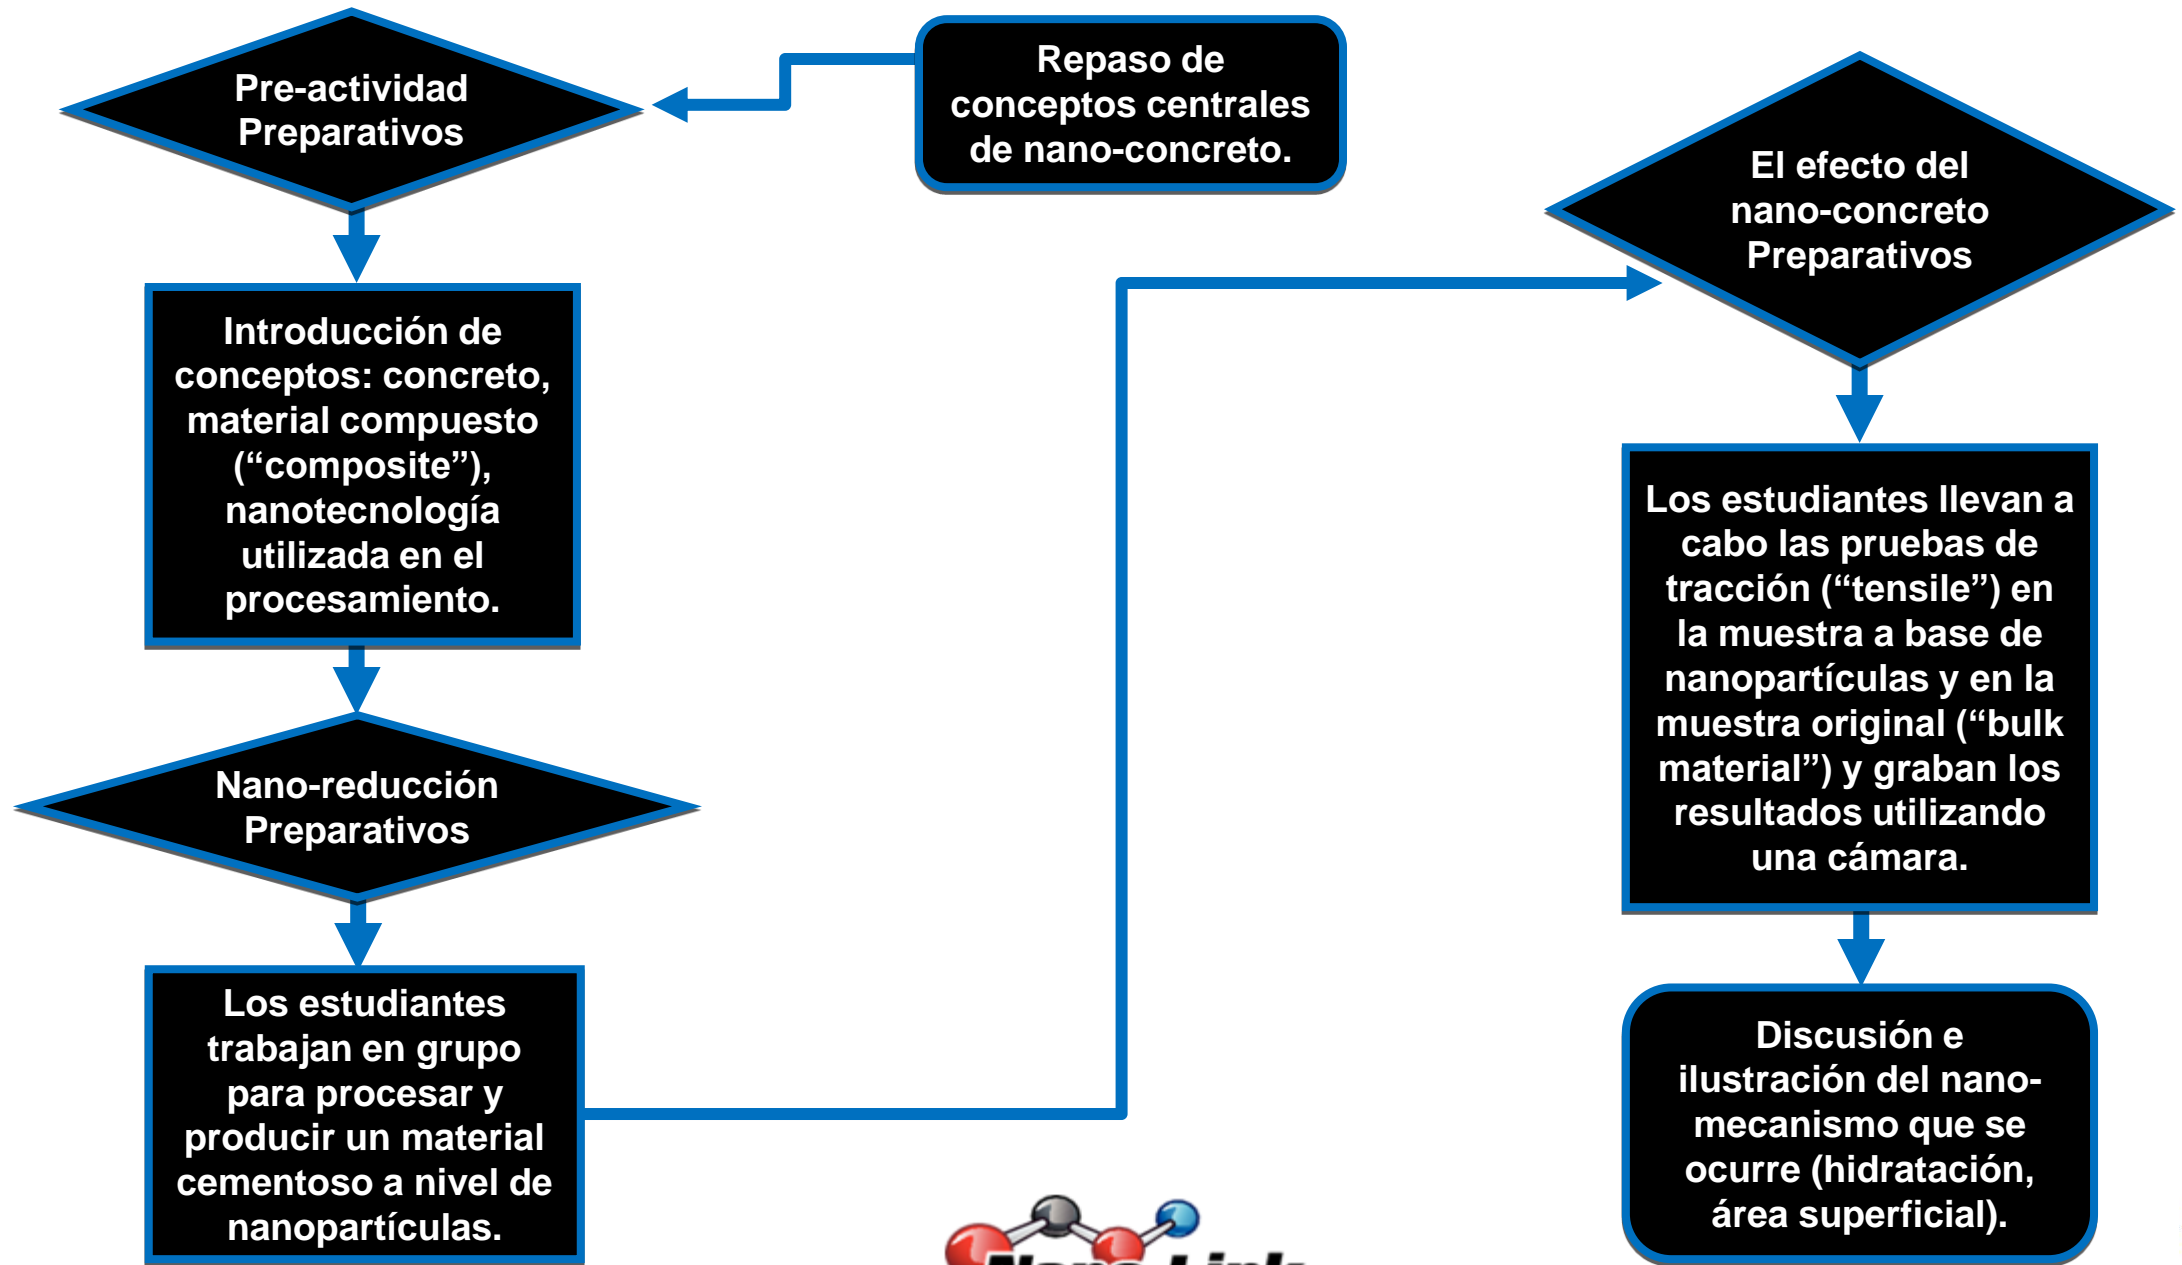 Repaso de
conceptos centrales
de nano-concreto.
Pre-actividad
Preparativos
Introducción de
conceptos: concreto,
material compuesto
(“composite”),
nanotecnología
utilizada en el
procesamiento.
Nano-reducción
Preparativos
Los estudiantes
trabajan en grupo
para procesar y
producir un material
cementoso a nivel de
nanopartículas.
El efecto del
nano-concreto
Preparativos
Los estudiantes llevan a
cabo las pruebas de
tracción (“tensile”) en
la muestra a base de
nanopartículas y en la
muestra original (“bulk
material”) y graban los
resultados utilizando
una cámara.
Discusión e
ilustración del nano-
mecanismo que se
ocurre (hidratación,
área superficial).
Nano-Link